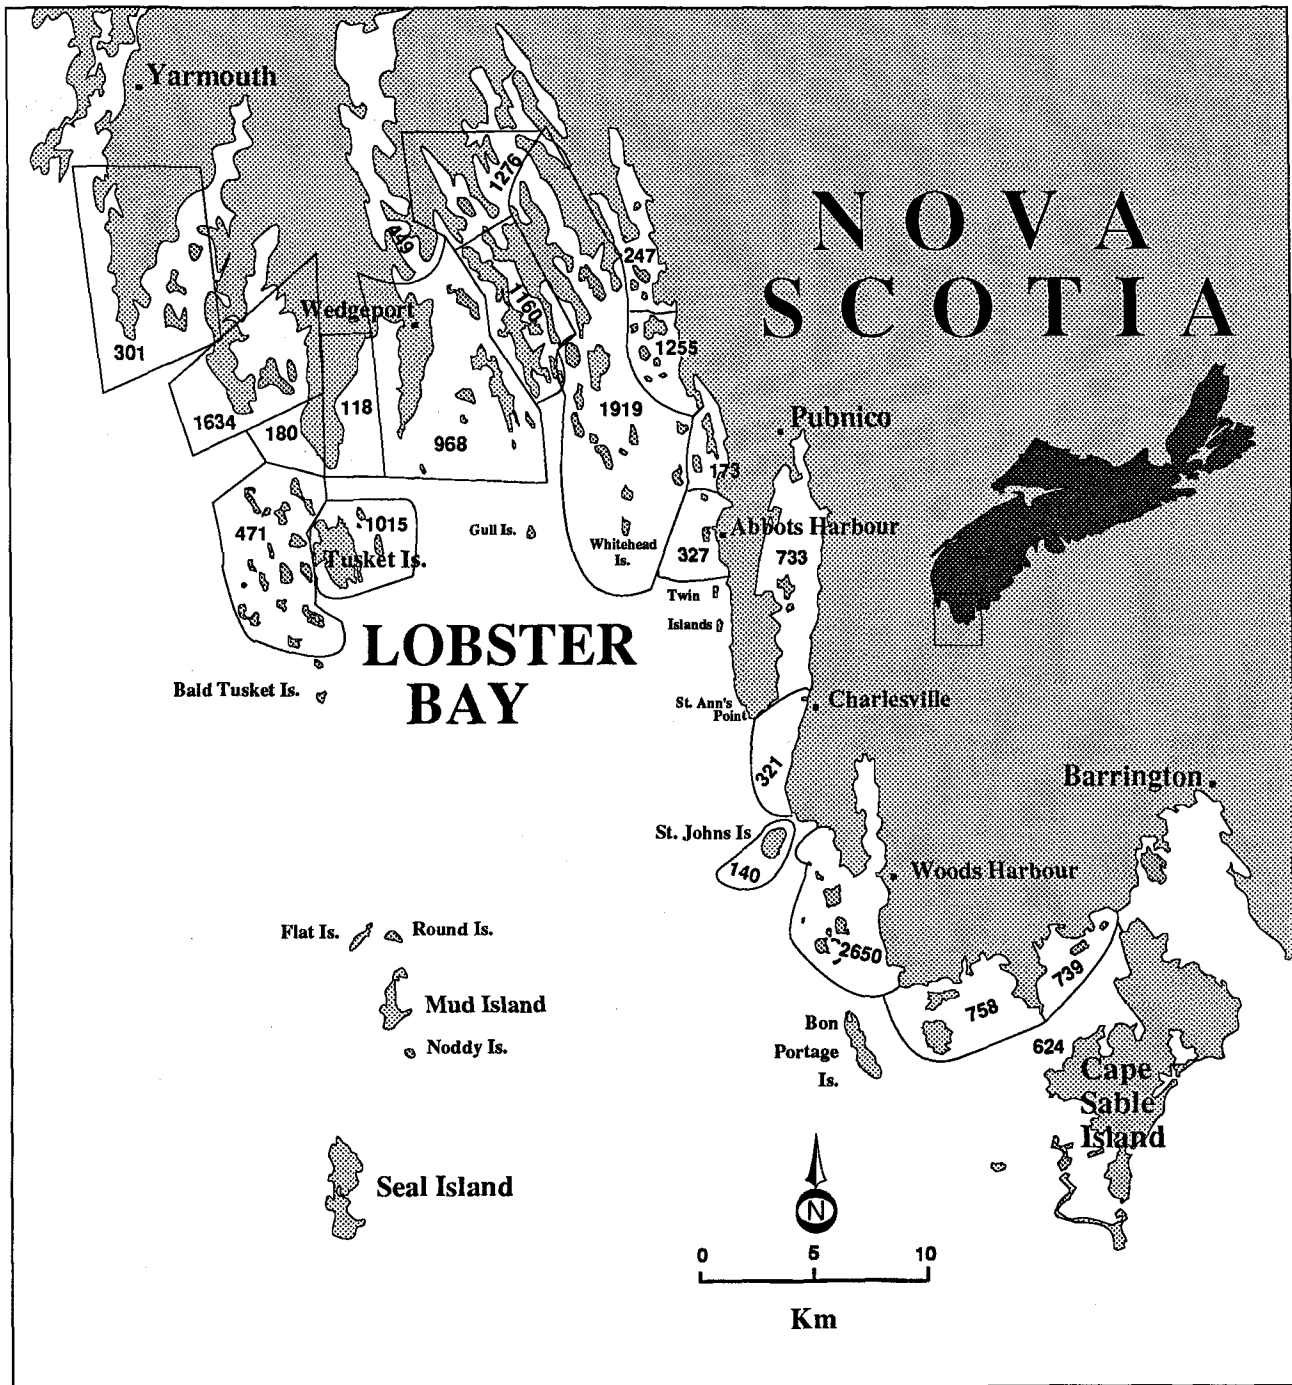 Yarmouth
1276
NOVA
449
247
SCOTIA
1160
Wedgeport
301
1255
118
1919
1634
180
Pubnico
968
173
471
1015
Gull Is.
Abbots Harbour
Whitehead
Is.
327
733
Tusket Is.
Twin
Islands
LOBSTER
BAY
Bald Tusket Is.
St. Ann's
Point
Charlesville
321
Barrington
St. Johns Is
140
Woods Harbour
Flat Is.
Round Is.
2650
739
Mud Island
758
Bon
Portage
Is.
Noddy Is.
624
Cape
Sable
Island
Seal Island
N
0 5 10
Km